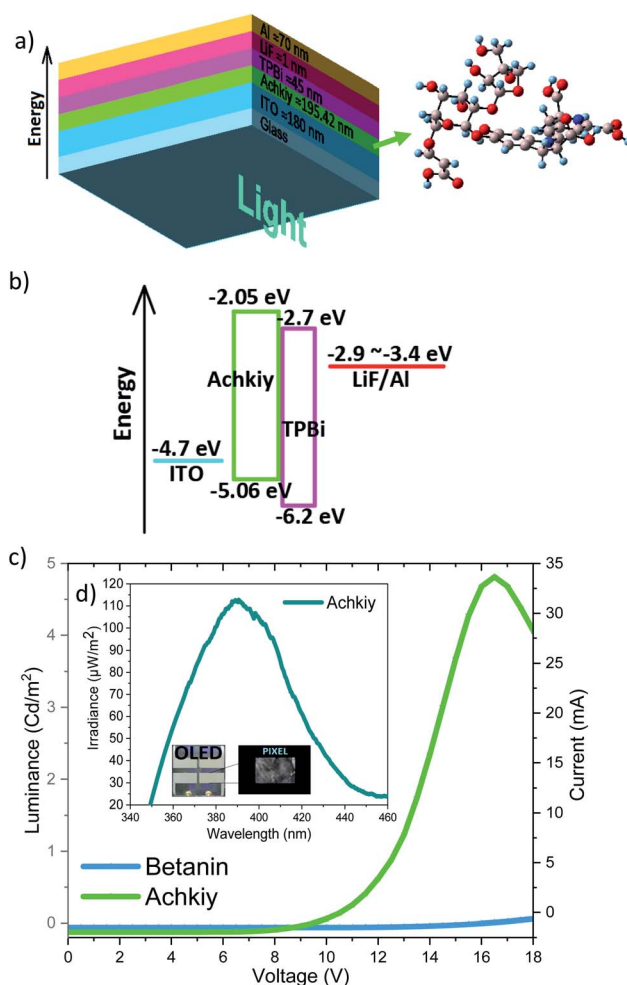 a)
Energy
Al ≈70 nm
LiF ≈1 nm
TPBi ≈45 nm
Achkiy ≈195.42 nm
ITO ≈180 nm
Glass
Light
b)
Energy
-2.05 eV
-2.7 eV
-2.9 ~-3.4 eV
LiF/Al
Achkiy
TPBi
-4.7 eV
ITO
-5.06 eV
-6.2 eV
c)
5
4
3
2
1
0
Luminance (Cd/m²)
35
30
25
20
15
10
5
0
Current (mA)
d)
120
110
100
90
80
70
60
50
40
30
20
Irradiance (µW/m²)
Achkiy
OLED
PIXEL
340 360 380 400 420 440 460
Wavelength (nm)
Betanin
Achkiy
0 2 4 6 8 10 12 14 16 18
Voltage (V)